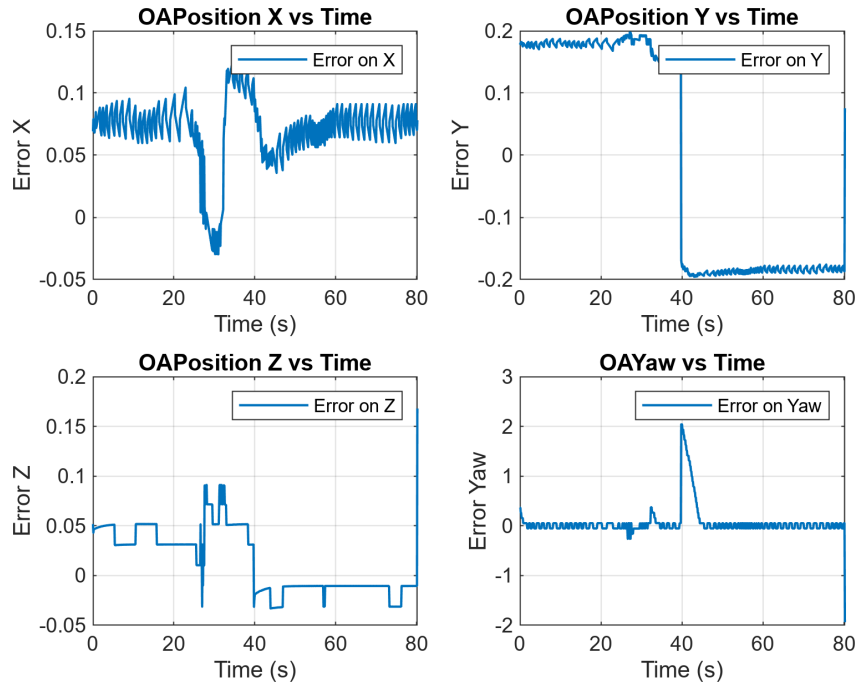 OAPosition X vs Time
0.15
0.1
0.05
0
-0.05
Error X
Error on X
0 20 40 60 80
Time (s)
OAPosition Y vs Time
0.2
0.1
0
-0.1
-0.2
Error Y
Error on Y
0 20 40 60 80
Time (s)
OAPosition Z vs Time
0.2
0.15
0.1
0.05
0
-0.05
Error Z
Error on Z
0 20 40 60 80
Time (s)
OAYaw vs Time
3
2
1
0
-1
-2
Error Yaw
Error on Yaw
0 20 40 60 80
Time (s)